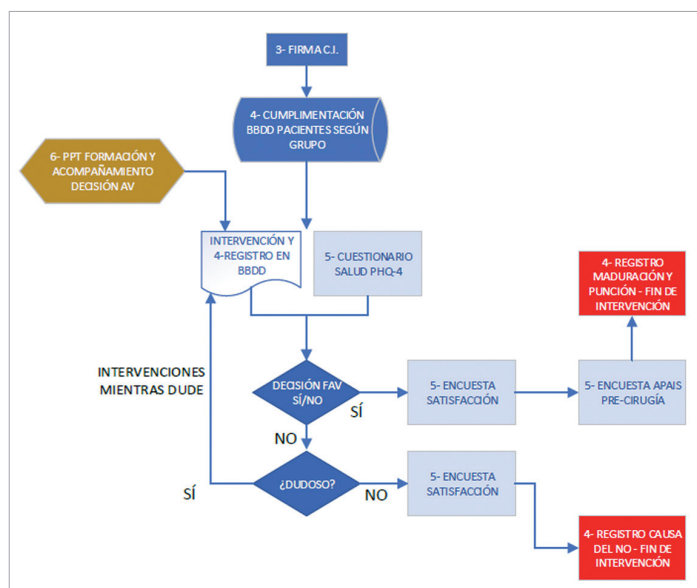 3- FIRMA C.I.
4- CUMPLIMENTACIÓN
BBDD PACIENTES SEGÚN
GRUPO
6- PPT FORMACIÓN Y
ACOMPAÑAMIENTO
DECISIÓN AV
INTERVENCIÓN Y
4-REGISTRO EN
BBDD
5- CUESTIONARIO
SALUD PHQ-4
4- REGISTRO
MADURACIÓN Y
PUNCIÓN - FIN DE
INTERVENCIÓN
INTERVENCIONES
MIENTRAS DUDE
DECISIÓN FAV
SÍ/NO
SÍ
5- ENCUESTA
SATISFACCIÓN
5- ENCUESTA APAIS
PRE-CIRUGÍA
NO
¿DUDOSO?
SÍ
NO
5- ENCUESTA
SATISFACCIÓN
4- REGISTRO CAUSA
DEL NO - FIN DE
INTERVENCIÓN